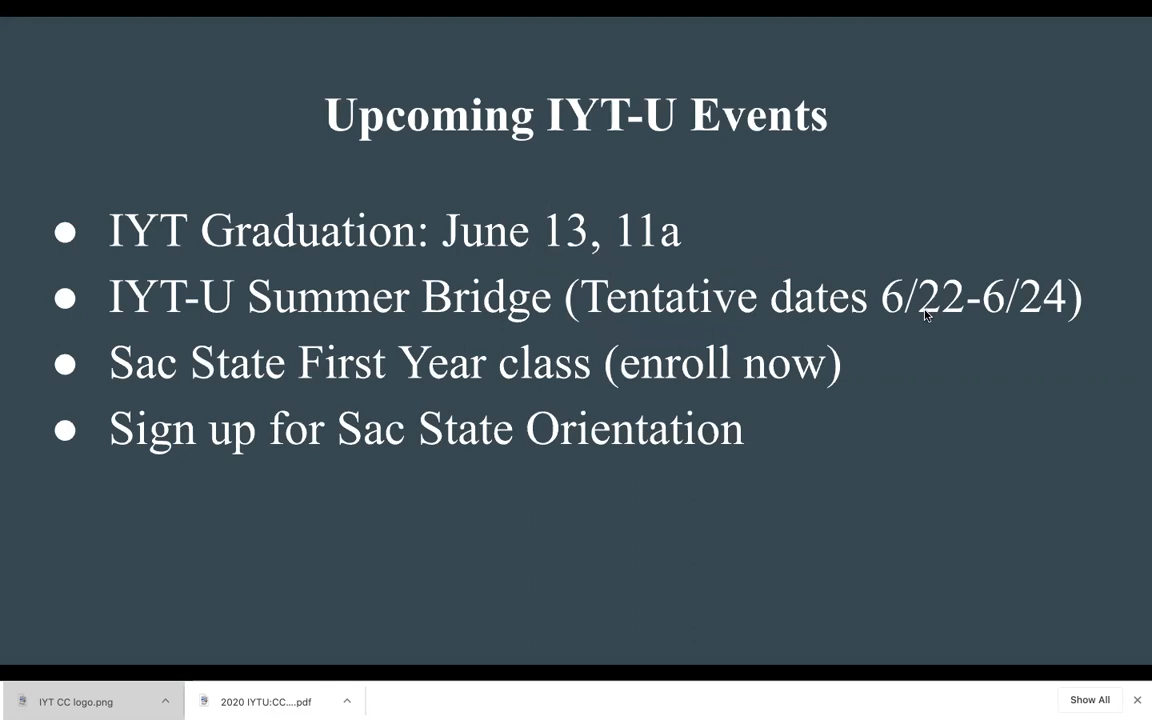 Upcoming IYT-U Events
● IYT Graduation: June 13, 11a
● IYT-U Summer Bridge (Tentative dates 6/22-6/24)
● Sac State First Year class (enroll now)
● Sign up for Sac State Orientation
IYT CC logo.png
2020 IYTU:CC....pdf
Show All